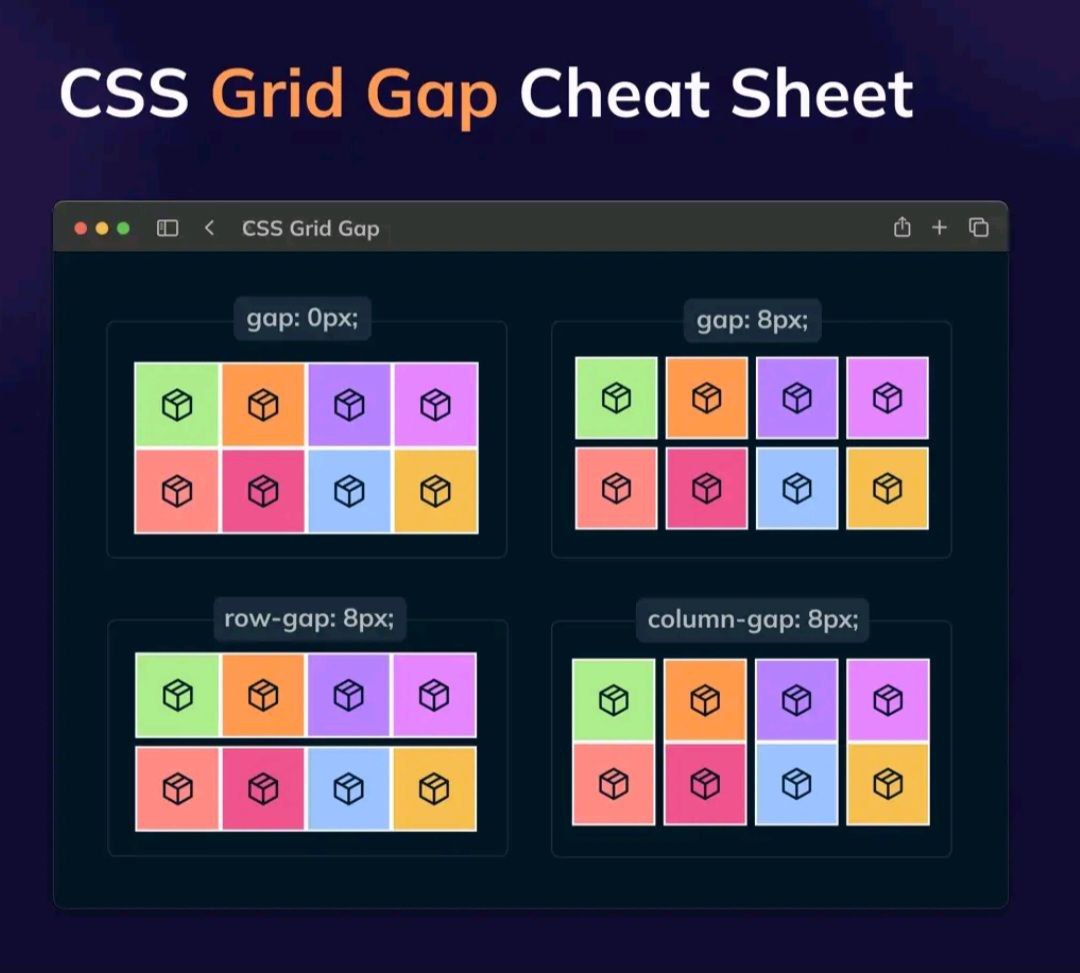 CSS Grid Gap Cheat Sheet
CSS Grid Gap
gap: 0px;
gap: 8px;
row-gap: 8px;
column-gap: 8px;